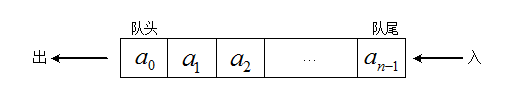 队头 队尾
出 a₀ a₁ a₂ ... aₙ₋₁ 入